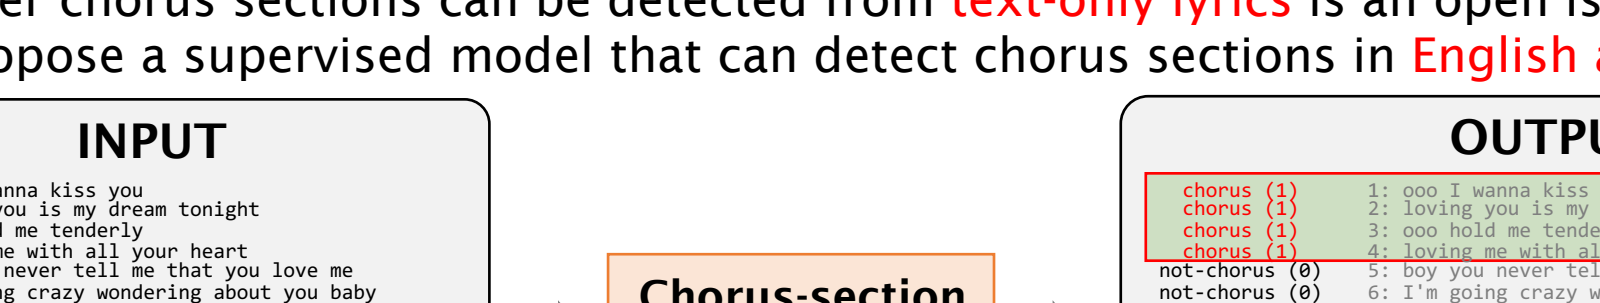 er chorus sections can be detected from text-only lyrics is an open is
opose a supervised model that can detect chorus sections in English a
INPUT
anna kiss you
you is my dream tonight
d me tenderly
me with all your heart
never tell me that you love me
ng crazy wondering about you baby
Chorus-section
OUTPU
chorus (1) 1: ooo I wanna kiss
chorus (1) 2: loving you is my
chorus (1) 3: ooo hold me tende
chorus (1) 4: loving me with al
not-chorus (0) 5: boy you never tel
not-chorus (0) 6: I'm going crazy w